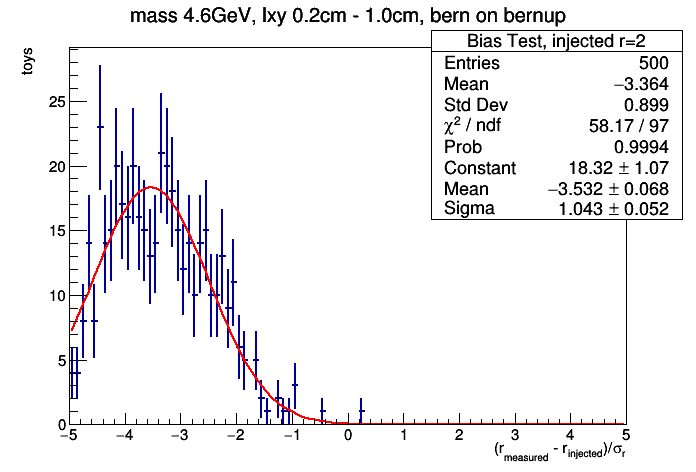 mass 4.6GeV, lxy 0.2cm - 1.0cm, bern on bernup
Bias Test, injected r=2
Entries 500
Mean −3.364
Std Dev 0.899
χ² / ndf 58.17 / 97
Prob 0.9994
Constant 18.32 ± 1.07
Mean −3.532 ± 0.068
Sigma 1.043 ± 0.052
toys
25
20
15
10
5
0
−5 −4 −3 −2 −1 0 1 2 3 4 5
(r_measured - r_injected)/σ_r